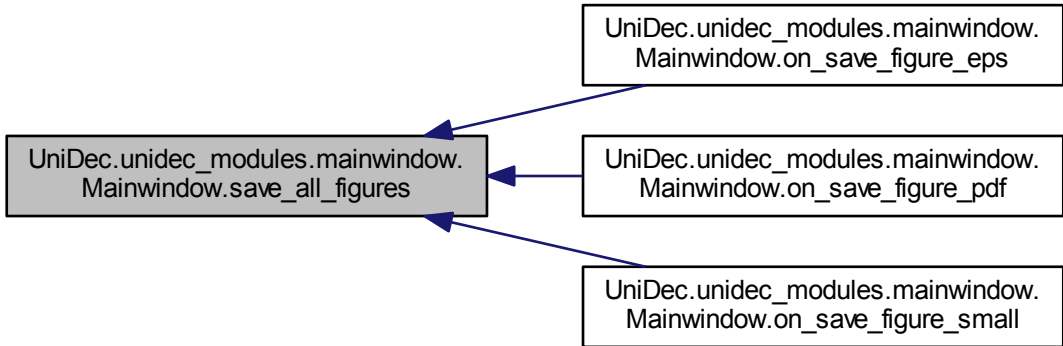 UniDec.unidec_modules.mainwindow.
Mainwindow.on_save_figure_eps
UniDec.unidec_modules.mainwindow.
Mainwindow.save_all_figures
UniDec.unidec_modules.mainwindow.
Mainwindow.on_save_figure_pdf
UniDec.unidec_modules.mainwindow.
Mainwindow.on_save_figure_small